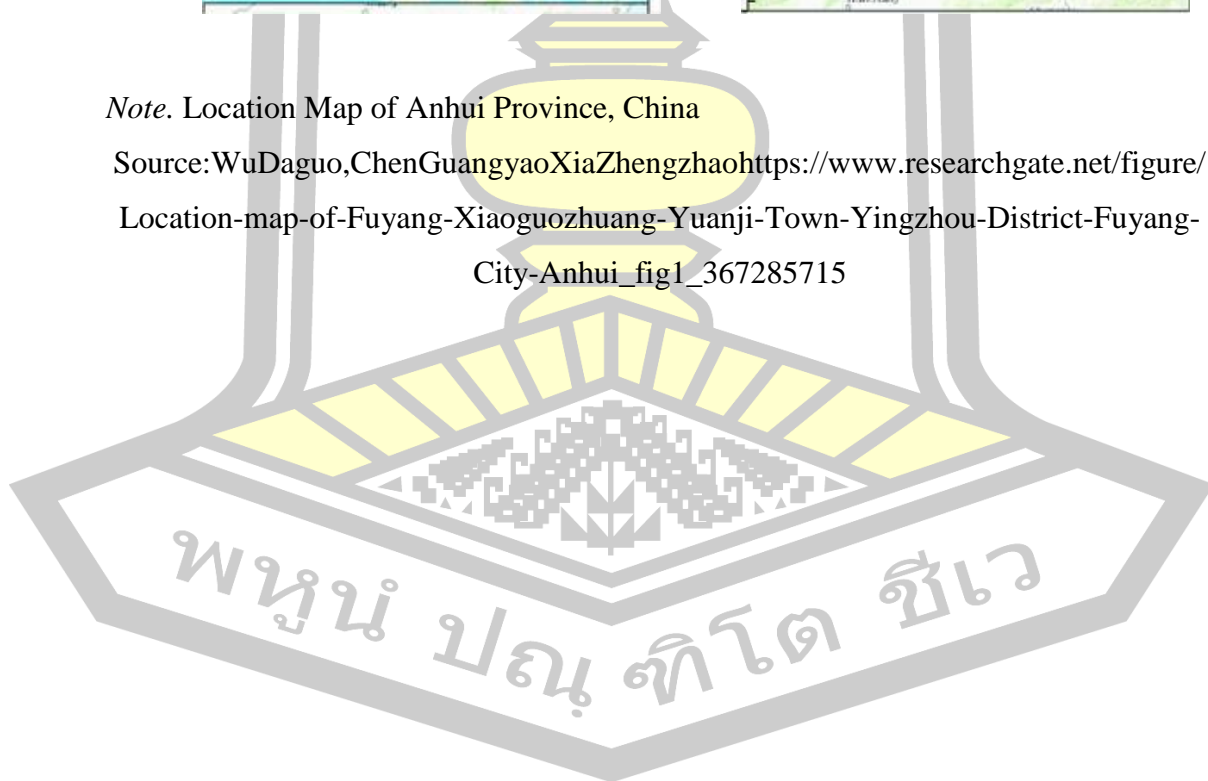 Note. Location Map of Anhui Province, China
Source:WuDaguo,ChenGuangyaoXiaZhengzhaohttps://www.researchgate.net/figure/
Location-map-of-Fuyang-Xiaoguozhuang-Yuanji-Town-Yingzhou-District-Fuyang-
City-Anhui_fig1_367285715
พหูนํ ปณฺฑิโต ชีเว